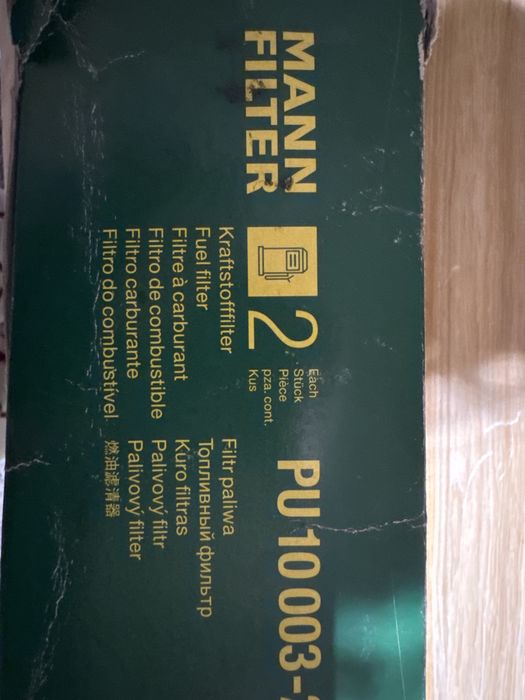 MANN
FILTER
2
Each
Stück
Pièce
pza. cont.
Kus
PU 10 003-
Kraftstofffilter
Fuel filter
Filtre à carburant
Filtro de combustible
Filtro carburante
Filtro do combustível
Filtr paliwa
Топливный фильтр
Kuro filtras
Palivový filtr
Palivový filter
燃油滤清器